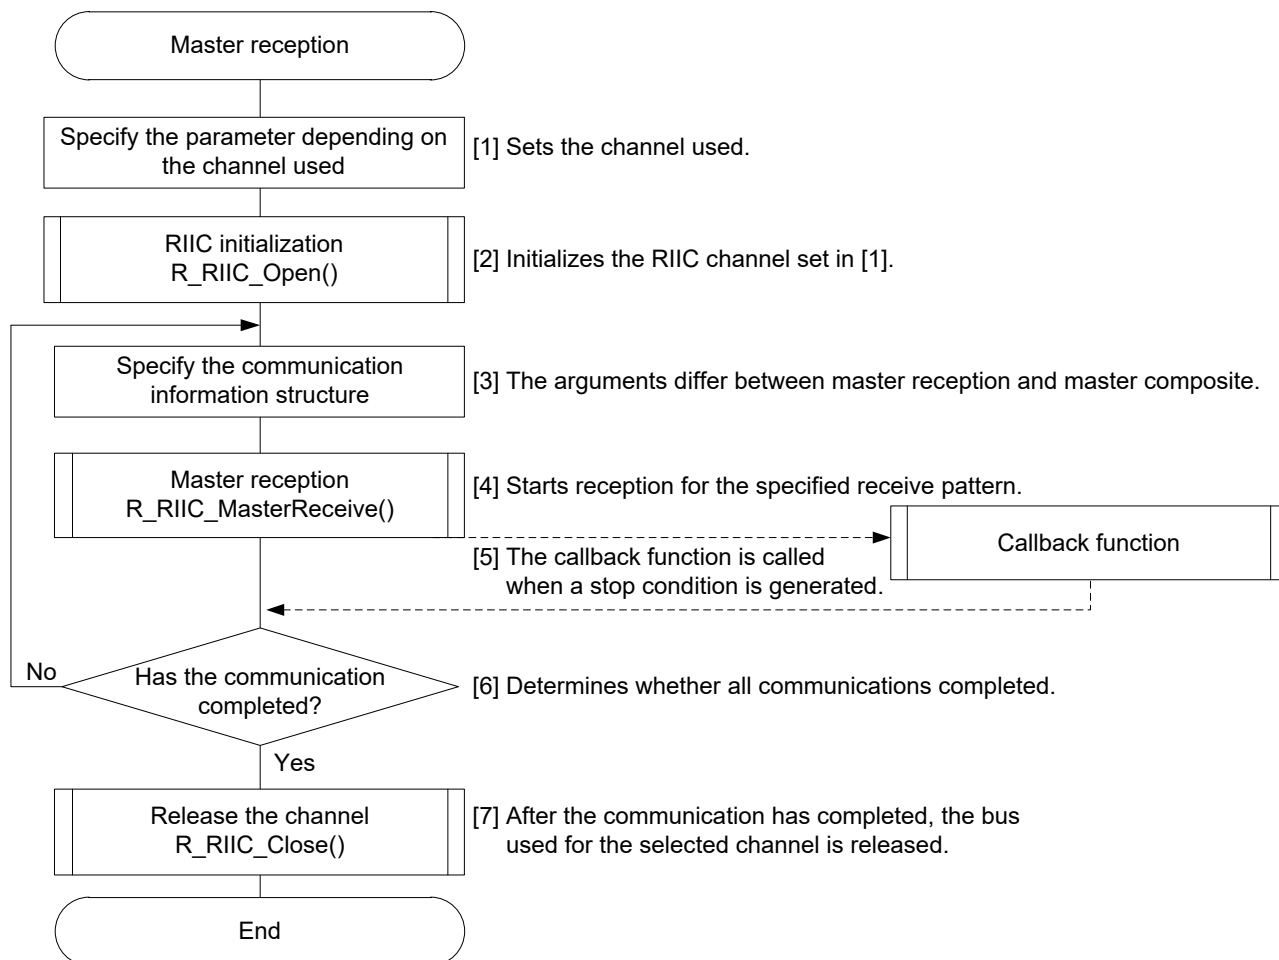 Master reception
Specify the parameter depending on
the channel used
[1] Sets the channel used.
RIIC initialization
R_RIIC_Open()
[2] Initializes the RIIC channel set in [1].
Specify the communication
information structure
[3] The arguments differ between master reception and master composite.
Master reception
R_RIIC_MasterReceive()
[4] Starts reception for the specified receive pattern.
[5] The callback function is called
when a stop condition is generated.
Callback function
No
Has the communication
completed?
[6] Determines whether all communications completed.
Yes
Release the channel
R_RIIC_Close()
[7] After the communication has completed, the bus
used for the selected channel is released.
End